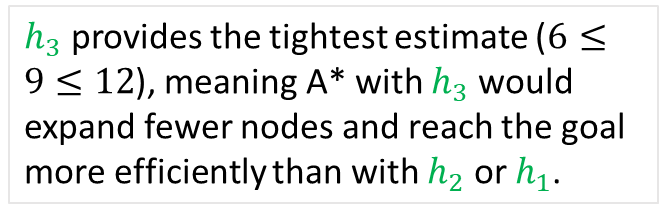 h₃ provides the tightest estimate (6 ≤
9 ≤ 12), meaning A* with h₃ would
expand fewer nodes and reach the goal
more efficiently than with h₂ or h₁.